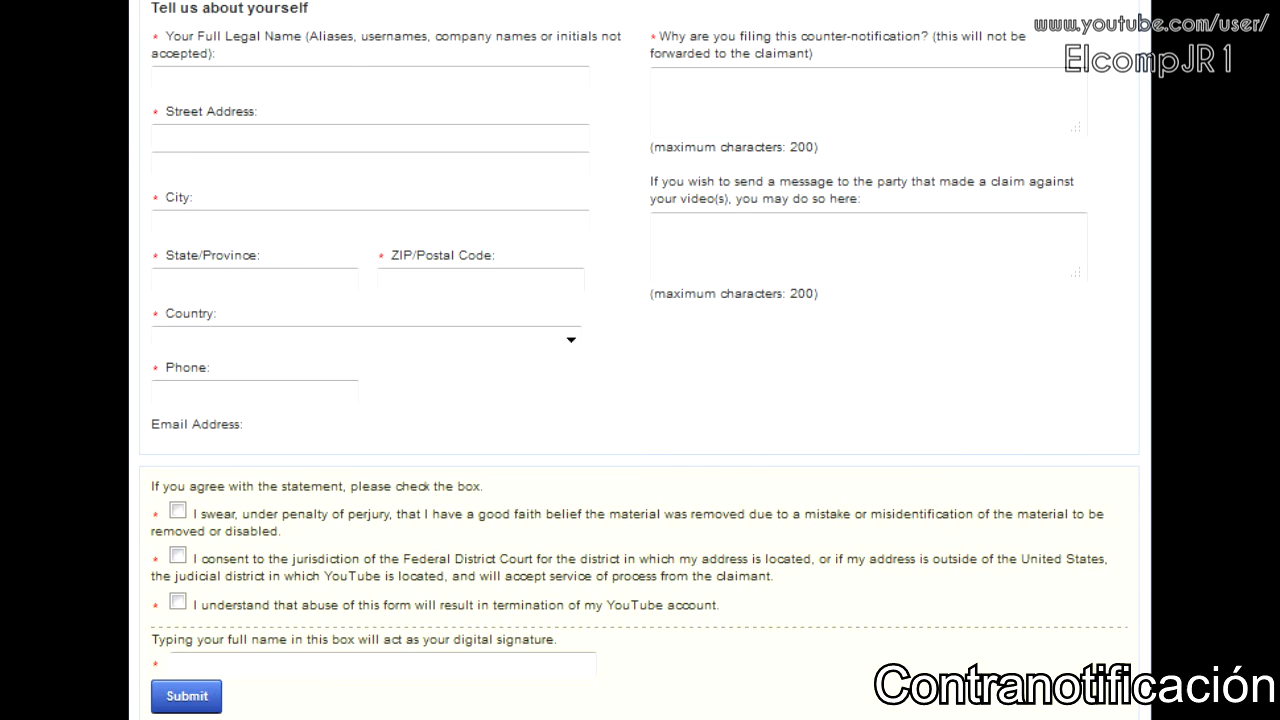 Tell us about yourself
* Your Full Legal Name (Aliases, usernames, company names or initials not
accepted):
* Street Address:
* City:
* State/Province:
* ZIP/Postal Code:
* Country:
* Phone:
Email Address:
* Why are you filing this counter-notification? (this will not be
forwarded to the claimant)
(maximum characters: 200)
If you wish to send a message to the party that made a claim against
your video(s), you may do so here:
(maximum characters: 200)
www.youtube.com/user/
ElcompJR1
If you agree with the statement, please check the box.
* I swear, under penalty of perjury, that I have a good faith belief the material was removed due to a mistake or misidentification of the material to be
removed or disabled.
* I consent to the jurisdiction of the Federal District Court for the district in which my address is located, or if my address is outside of the United States,
the judicial district in which YouTube is located, and will accept service of process from the claimant.
* I understand that abuse of this form will result in termination of my YouTube account.
Typing your full name in this box will act as your digital signature.
*
Submit
Contranotificación